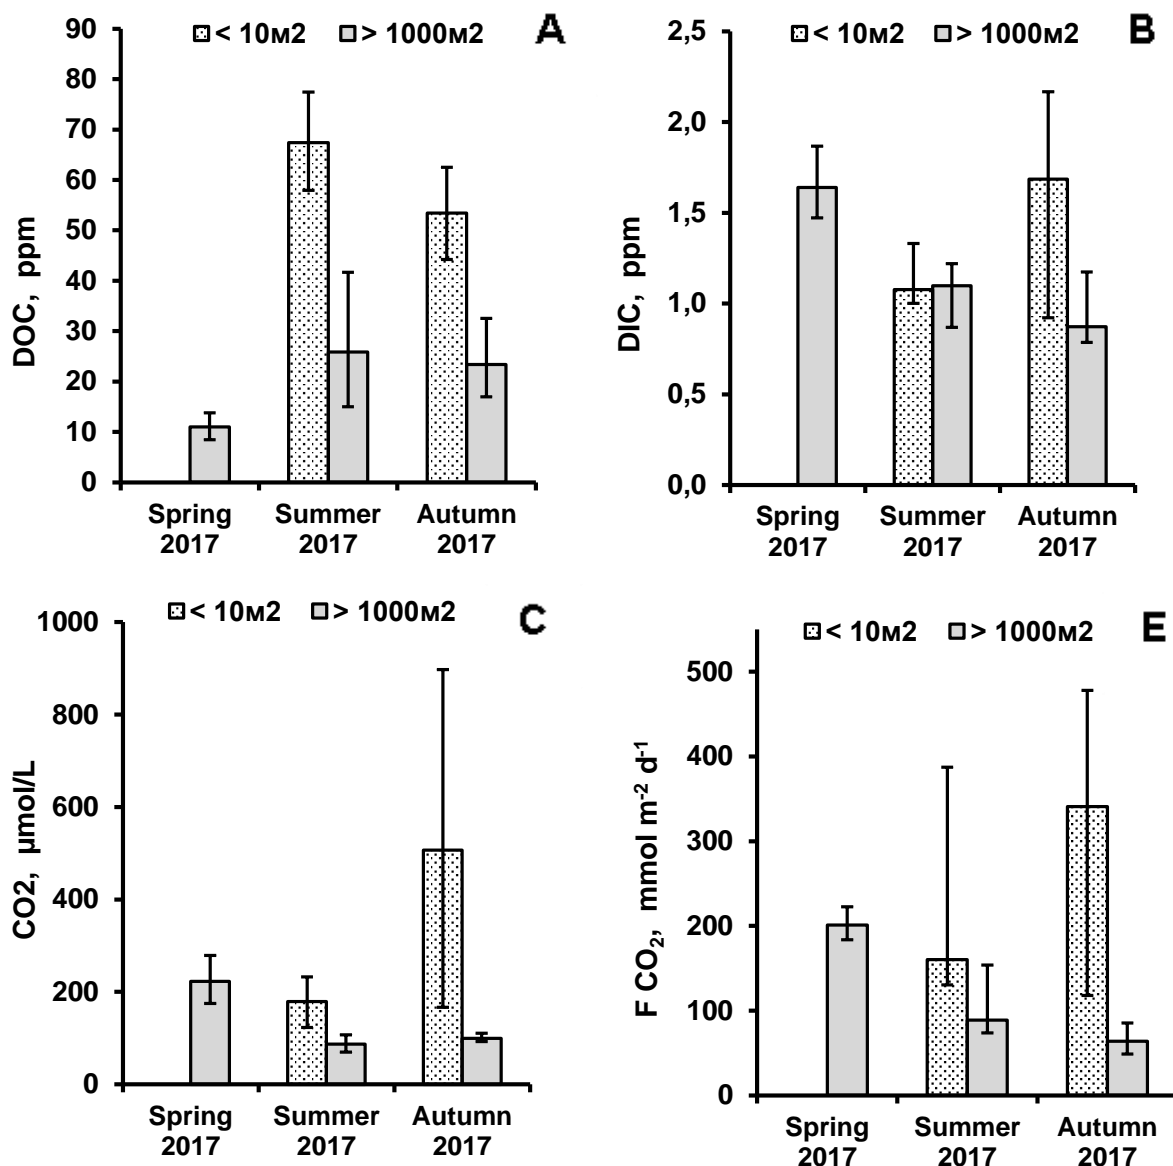 < 10м2 > 1000м2 A
90
80
70
60
50
40
30
20
10
0
DOC, ppm
Spring Summer Autumn
2017 2017 2017
< 10м2 > 1000м2 B
2,5
2,0
1,5
1,0
0,5
0,0
DIC, ppm
Spring Summer Autumn
2017 2017 2017
< 10м2 > 1000м2 C
1000
800
600
400
200
0
CO2, µmol/L
Spring Summer Autumn
2017 2017 2017
< 10м2 > 1000м2 E
500
400
300
200
100
0
F CO₂, mmol m⁻² d⁻¹
Spring Summer Autumn
2017 2017 2017